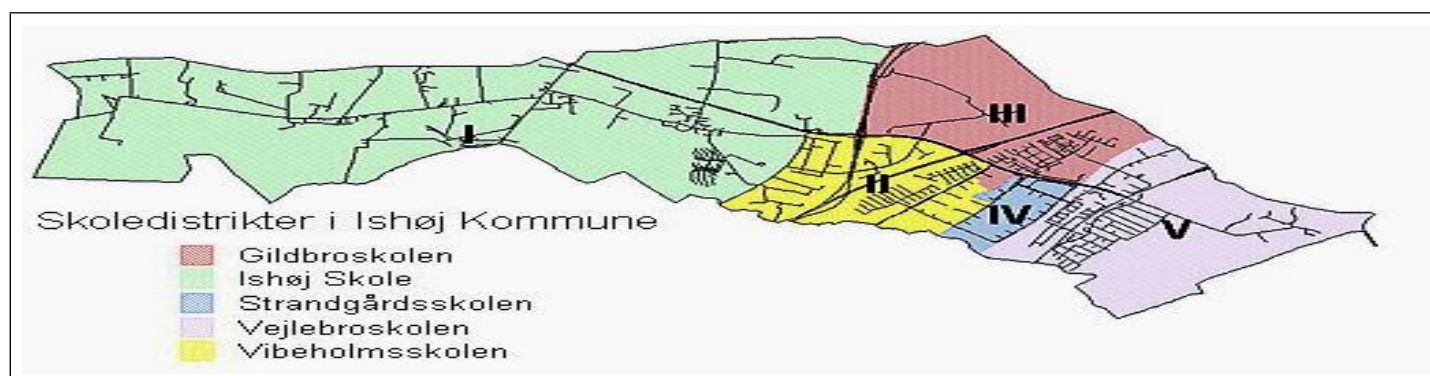 III
I
II
IV
V
Skoledistrikter i Ishøj Kommune
Gildbroskolen
Ishøj Skole
Strandgårdsskolen
Vejlebroskolen
Vibeholmsskolen